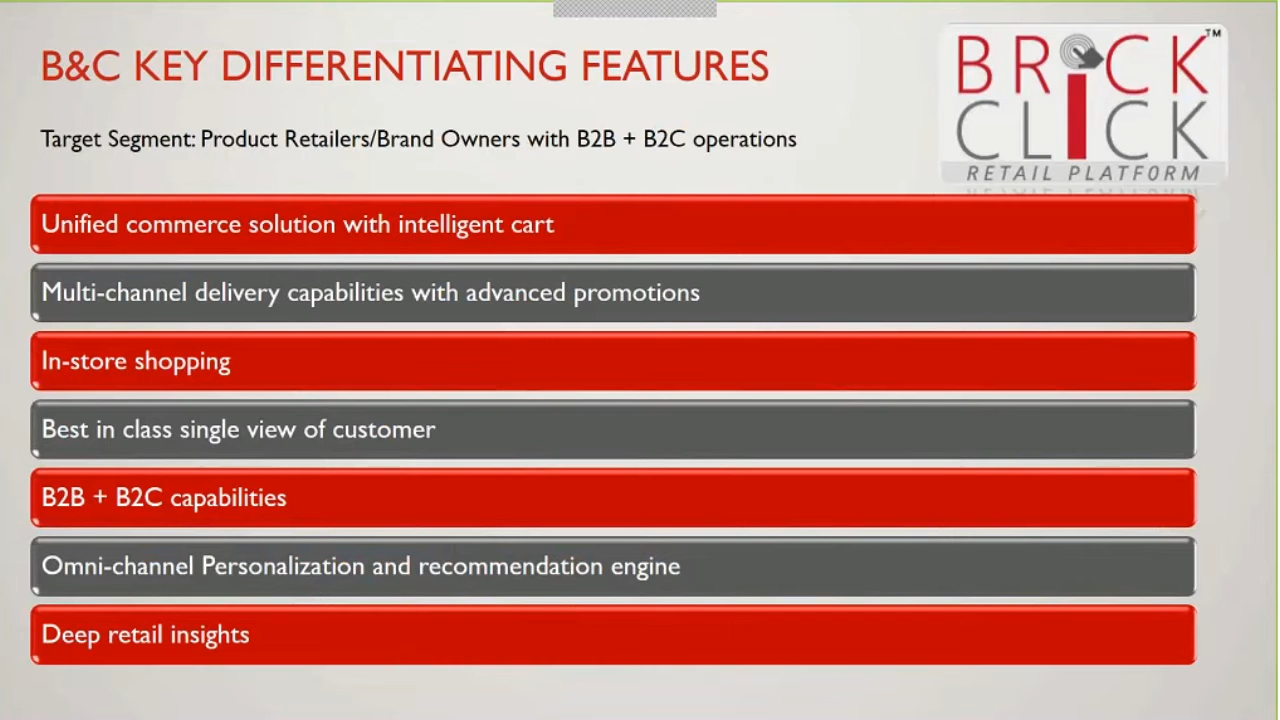 B&C KEY DIFFERENTIATING FEATURES
BRiCK™
CLICK
RETAIL PLATFORM
Target Segment: Product Retailers/Brand Owners with B2B + B2C operations
Unified commerce solution with intelligent cart
Multi-channel delivery capabilities with advanced promotions
In-store shopping
Best in class single view of customer
B2B + B2C capabilities
Omni-channel Personalization and recommendation engine
Deep retail insights